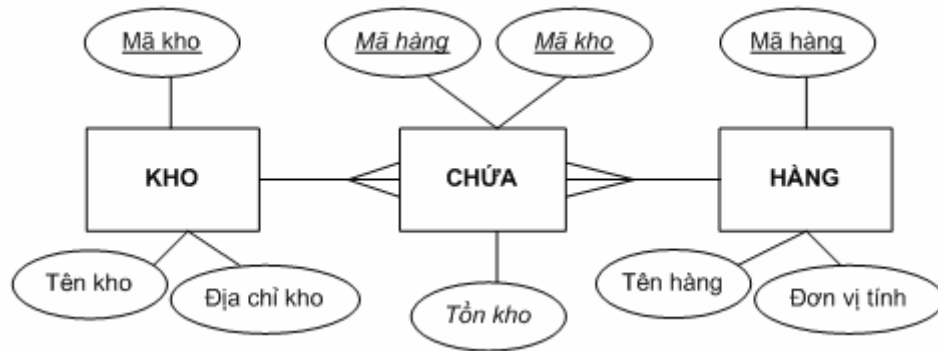 Mã kho
Mã hàng
Mã kho
Mã hàng
KHO
CHỨA
HÀNG
Tên kho
Địa chỉ kho
Tồn kho
Tên hàng
Đơn vị tính